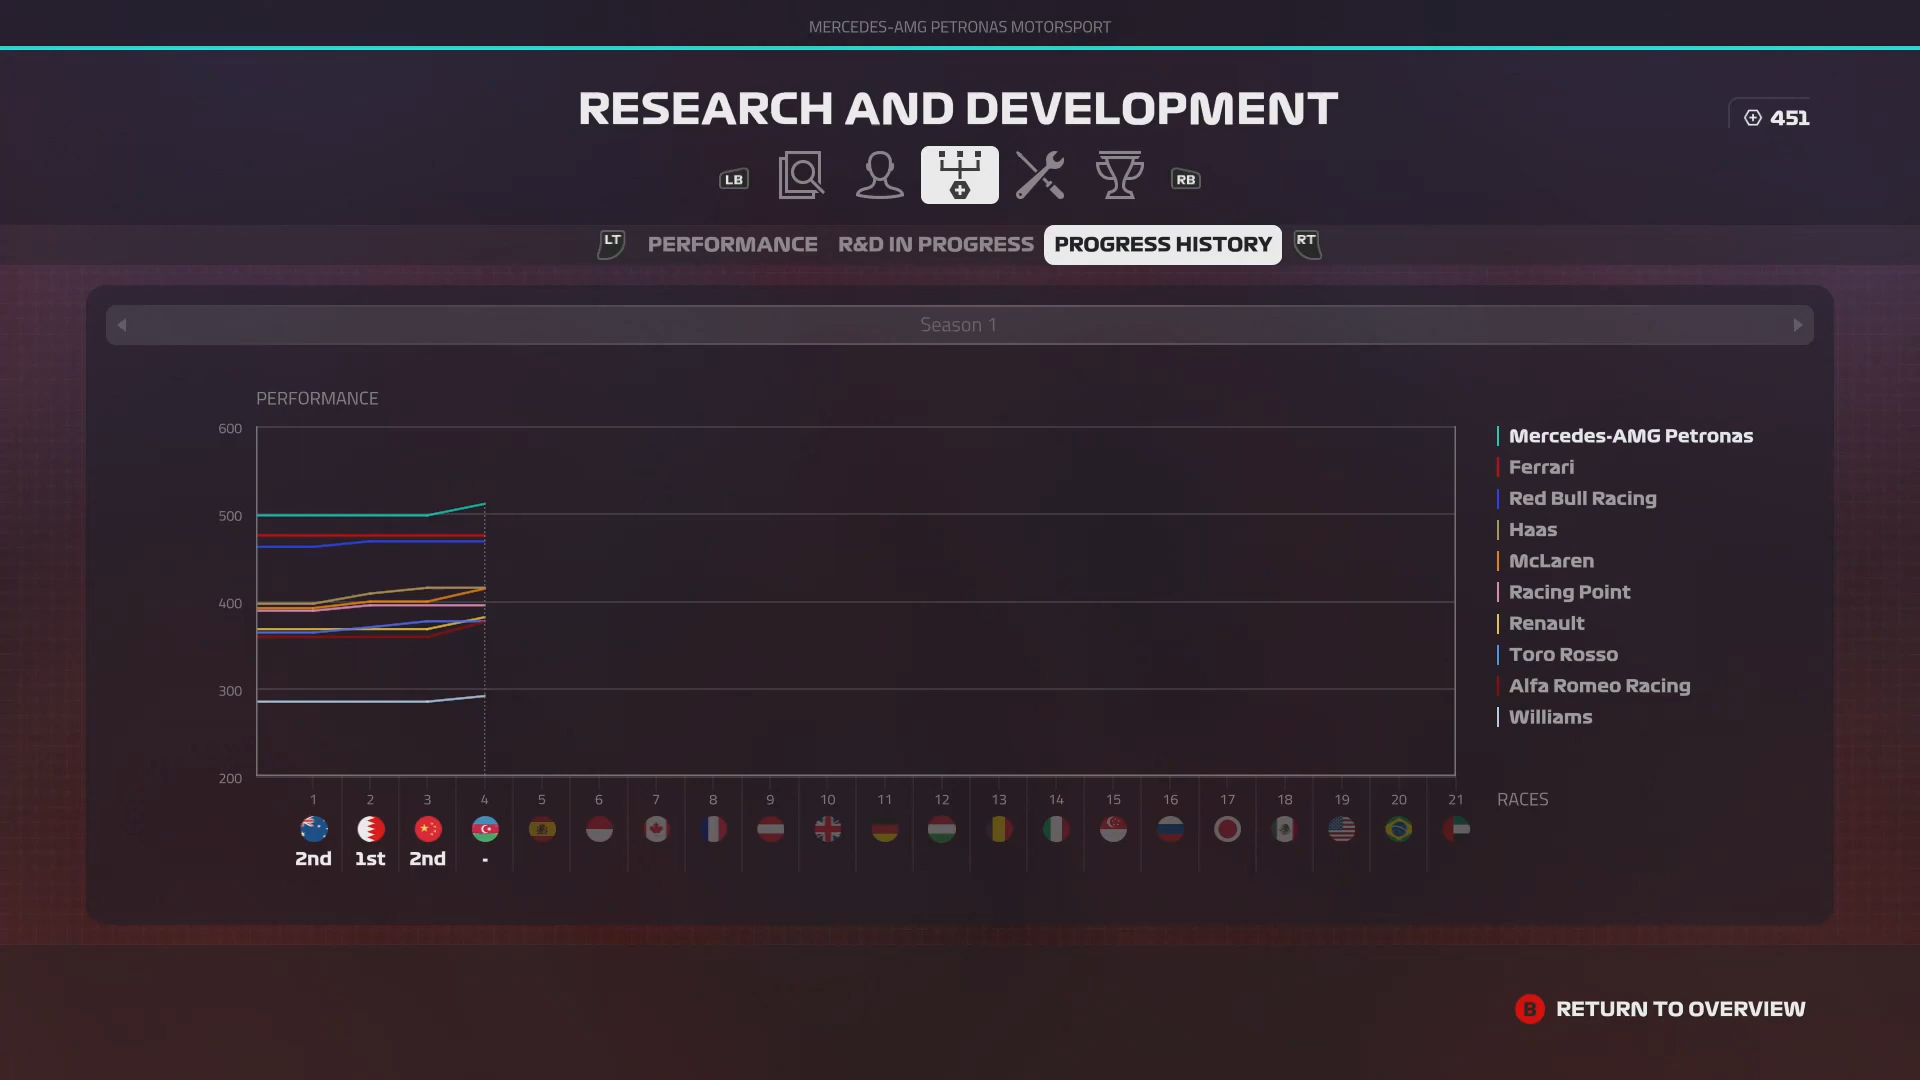 MERCEDES-AMG PETRONAS MOTORSPORT
RESEARCH AND DEVELOPMENT
451
LB
RB
LT PERFORMANCE R&D IN PROGRESS PROGRESS HISTORY RT
Season 1
PERFORMANCE
600
500
400
300
200
Mercedes-AMG Petronas
Ferrari
Red Bull Racing
Haas
McLaren
Racing Point
Renault
Toro Rosso
Alfa Romeo Racing
Williams
1 2 3 4 5 6 7 8 9 10 11 12 13 14 15 16 17 18 19 20 21 RACES
2nd 1st 2nd -
B RETURN TO OVERVIEW